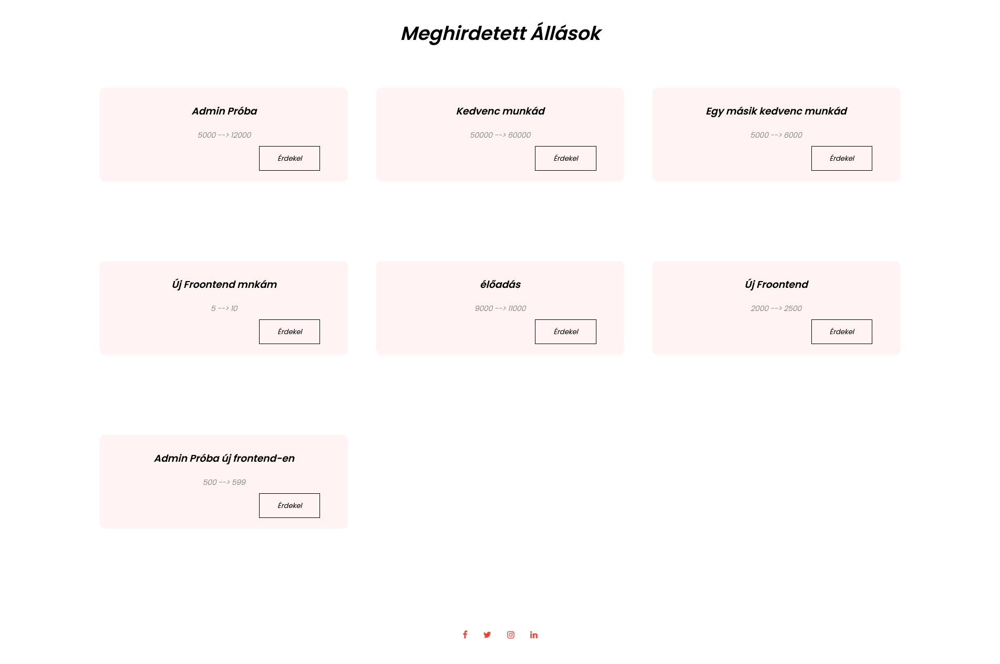 Meghirdetett Állások
Admin Próba
5000 --> 12000
Érdekel
Kedvenc munkád
50000 --> 60000
Érdekel
Egy másik kedvenc munkád
5000 --> 6000
Érdekel
Új Froontend mnkám
5 --> 10
Érdekel
élőadás
9000 --> 11000
Érdekel
Új Froontend
2000 --> 2500
Érdekel
Admin Próba új frontend-en
500 --> 599
Érdekel